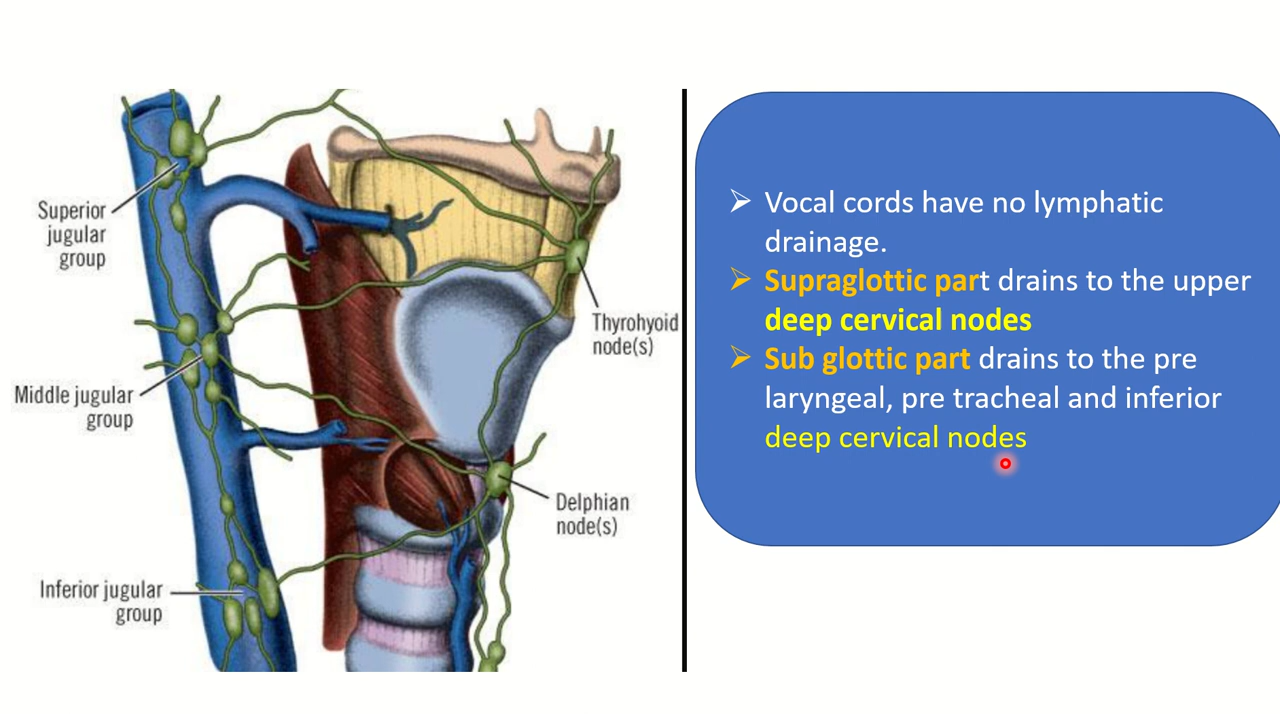 Superior
jugular
group
Thyrohyoid
node(s)
Middle jugular
group
Delphian
node(s)
Inferior jugular
group
Vocal cords have no lymphatic
drainage.
Supraglottic part drains to the upper
deep cervical nodes
Sub glottic part drains to the pre
laryngeal, pre tracheal and inferior
deep cervical nodes